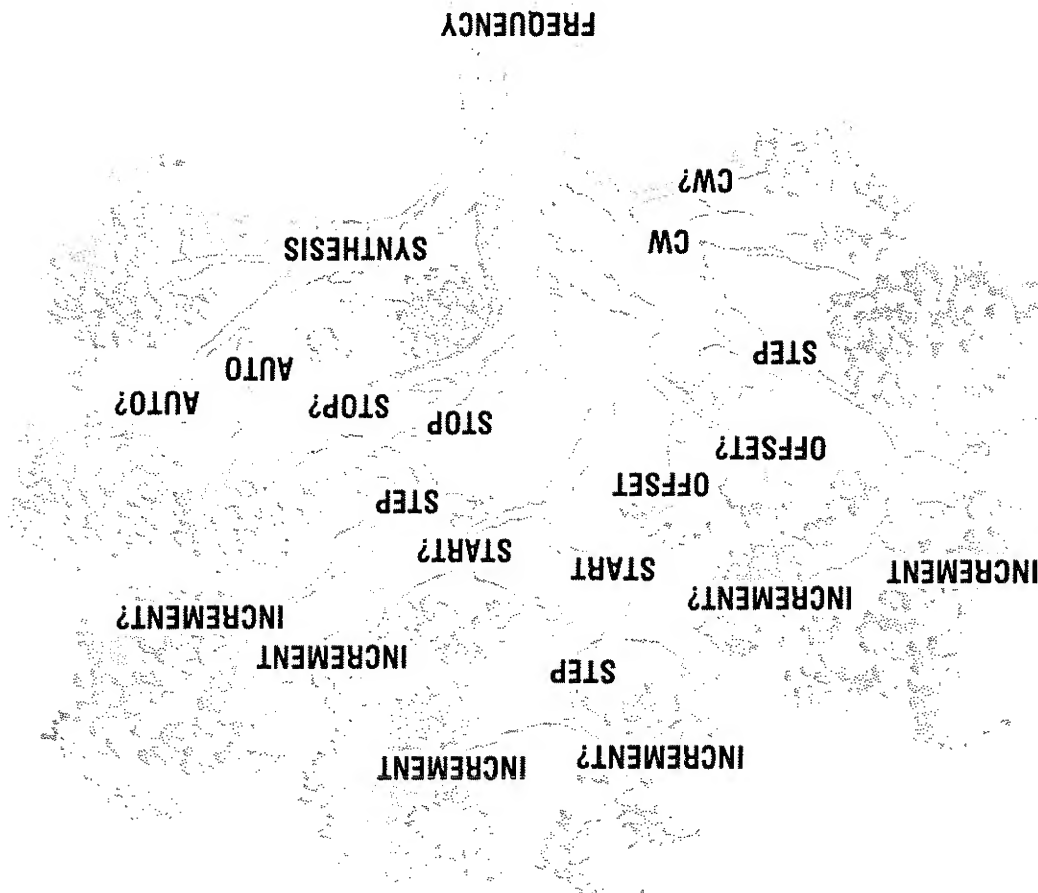 INCREMENT?
INCREMENT
STEP
INCREMENT
INCREMENT
INCREMENT?
START
START?
INCREMENT?
OFFSET
STEP
OFFSET?
STOP
STOP?
AUTO?
STEP
AUTO
CW
SYNTHESIS
CW?
FREQUENCY